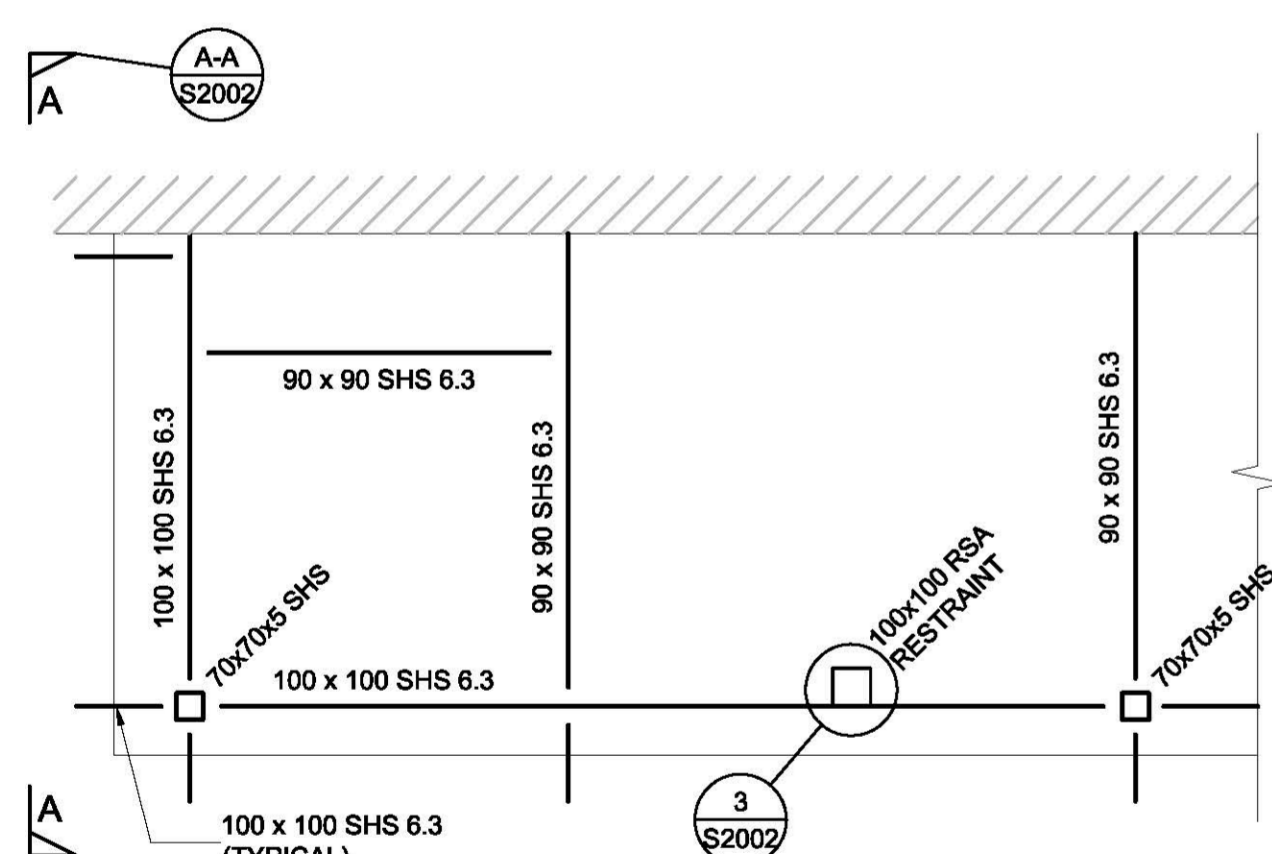 A-A
S2002
A
90 x 90 SHS 6.3
100 x 100 SHS 6.3
90 x 90 SHS 6.3
90 x 90 SHS 6.3
70x70x5 SHS
100x100 RSA
RESTRAINT
70x70x5 SHS
100 x 100 SHS 6.3
A
100 x 100 SHS 6.3
(TYPICAL)
3
S2002